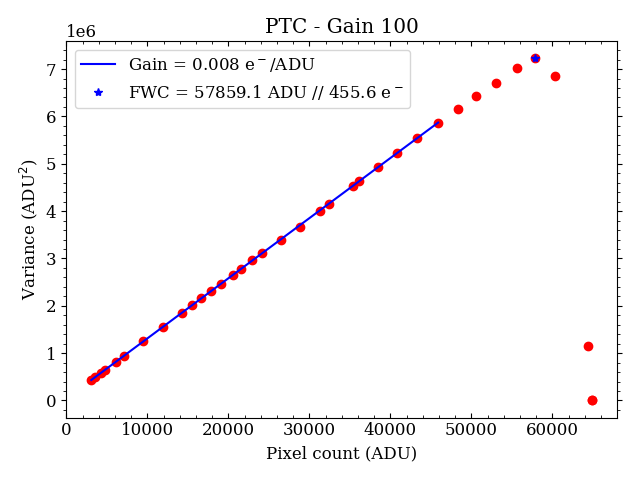 PTC - Gain 100
1e6
Gain = 0.008 e⁻/ADU
FWC = 57859.1 ADU // 455.6 e⁻
7
6
5
4
3
2
1
0
Variance (ADU²)
0 10000 20000 30000 40000 50000 60000
Pixel count (ADU)